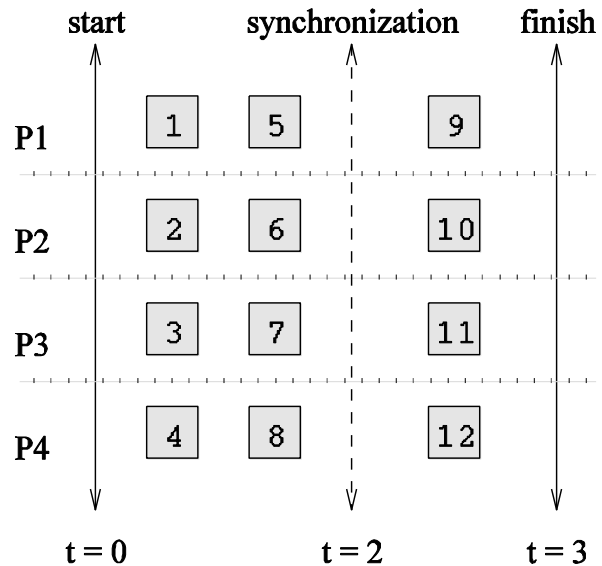 start synchronization finish
P1 1 5 9
P2 2 6 10
P3 3 7 11
P4 4 8 12
t = 0 t = 2 t = 3